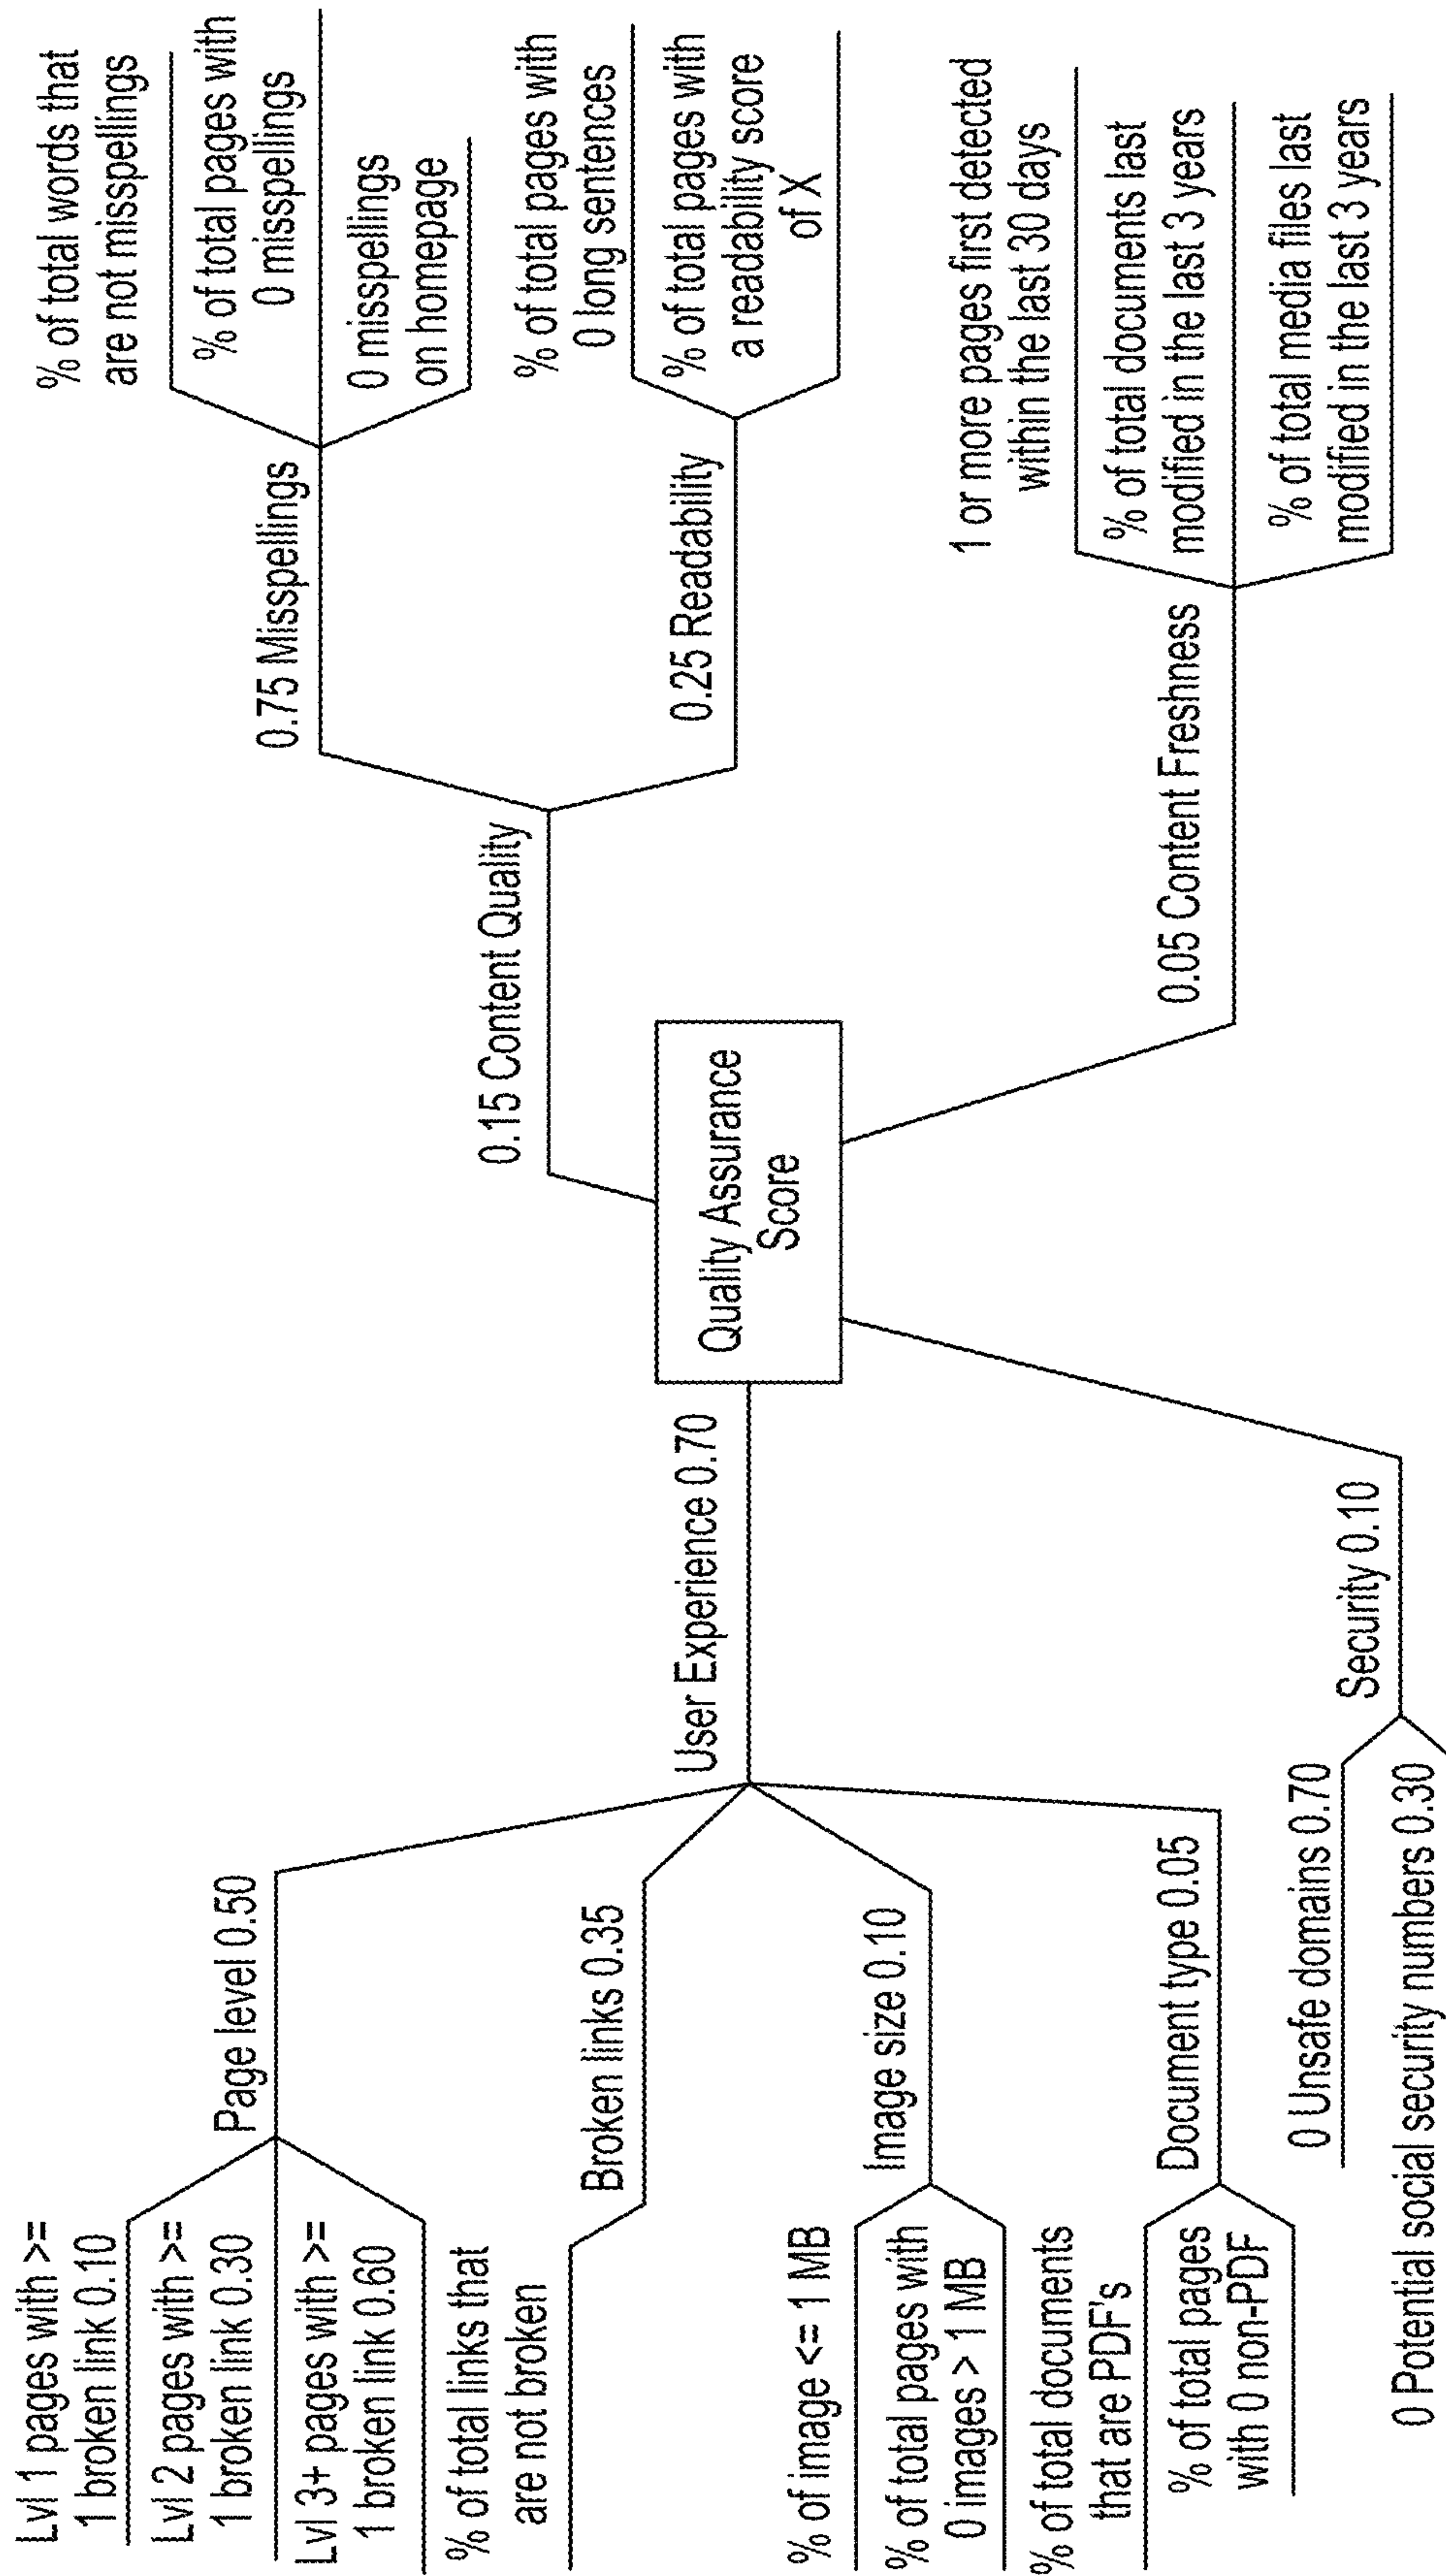 Lvl 1 pages with >=
1 broken link 0.10
Lvl 2 pages with >=
1 broken link 0.30
Lvl 3+ pages with >=
1 broken link 0.60
Page level 0.50
% of total links that
are not broken
Broken links 0.35
% of image <= 1 MB
% of total pages with
0 images > 1 MB
Image size 0.10
% of total documents
that are PDF's
% of total pages
with 0 non-PDF
Document type 0.05
User Experience 0.70
0 Unsafe domains 0.70
0 Potential social security numbers 0.30
Security 0.10
Quality Assurance
Score
0.15 Content Quality
0.75 Misspellings
% of total words that
are not misspellings
% of total pages with
0 misspellings
0 misspellings
on homepage
0.25 Readability
% of total pages with
0 long sentences
% of total pages with
a readability score
of X
0.05 Content Freshness
1 or more pages first detected
within the last 30 days
% of total documents last
modified in the last 3 years
% of total media files last
modified in the last 3 years